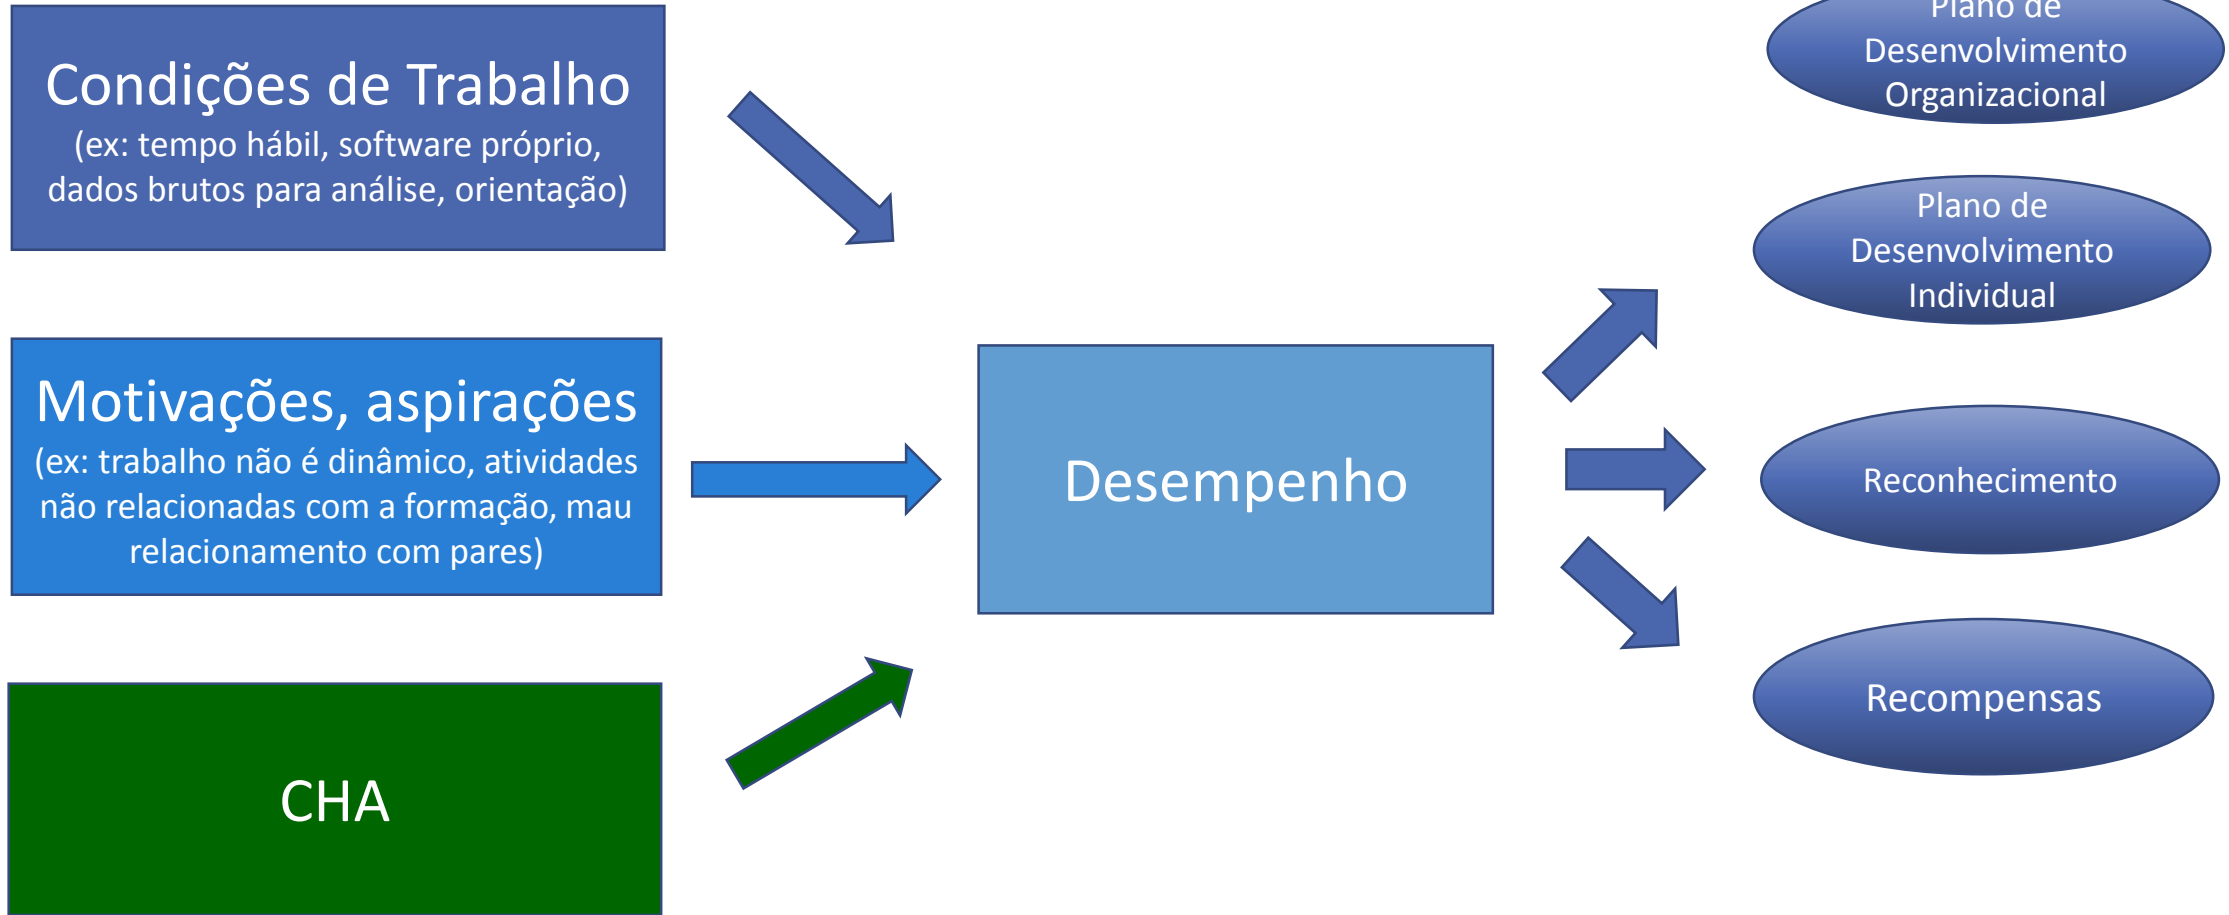 Condições de Trabalho
(ex: tempo hábil, software próprio,
dados brutos para análise, orientação)
Motivações, aspirações
(ex: trabalho não é dinâmico, atividades
não relacionadas com a formação, mau
relacionamento com pares)
CHA
Desempenho
Plano de
Desenvolvimento
Organizacional
Plano de
Desenvolvimento
Individual
Reconhecimento
Recompensas